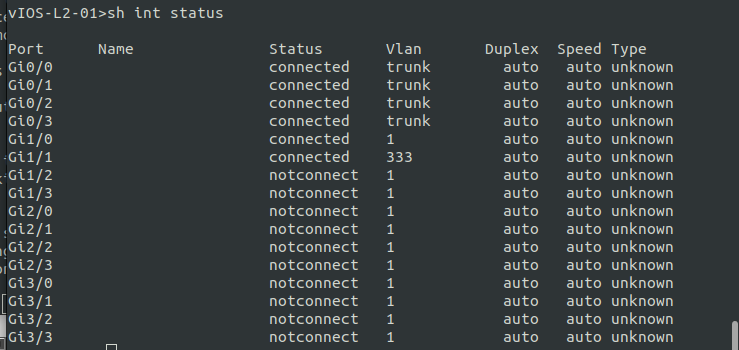 vIOS-L2-01>sh int status
Port      Name               Status       Vlan       Duplex  Speed Type
Gi0/0                        connected    trunk        auto   auto unknown
Gi0/1                        connected    trunk        auto   auto unknown
Gi0/2                        connected    trunk        auto   auto unknown
Gi0/3                        connected    trunk        auto   auto unknown
Gi1/0                        connected    1            auto   auto unknown
Gi1/1                        connected    333          auto   auto unknown
Gi1/2                        notconnect   1            auto   auto unknown
Gi1/3                        notconnect   1            auto   auto unknown
Gi2/0                        notconnect   1            auto   auto unknown
Gi2/1                        notconnect   1            auto   auto unknown
Gi2/2                        notconnect   1            auto   auto unknown
Gi2/3                        notconnect   1            auto   auto unknown
Gi3/0                        notconnect   1            auto   auto unknown
Gi3/1                        notconnect   1            auto   auto unknown
Gi3/2                        notconnect   1            auto   auto unknown
Gi3/3                        notconnect   1            auto   auto unknown